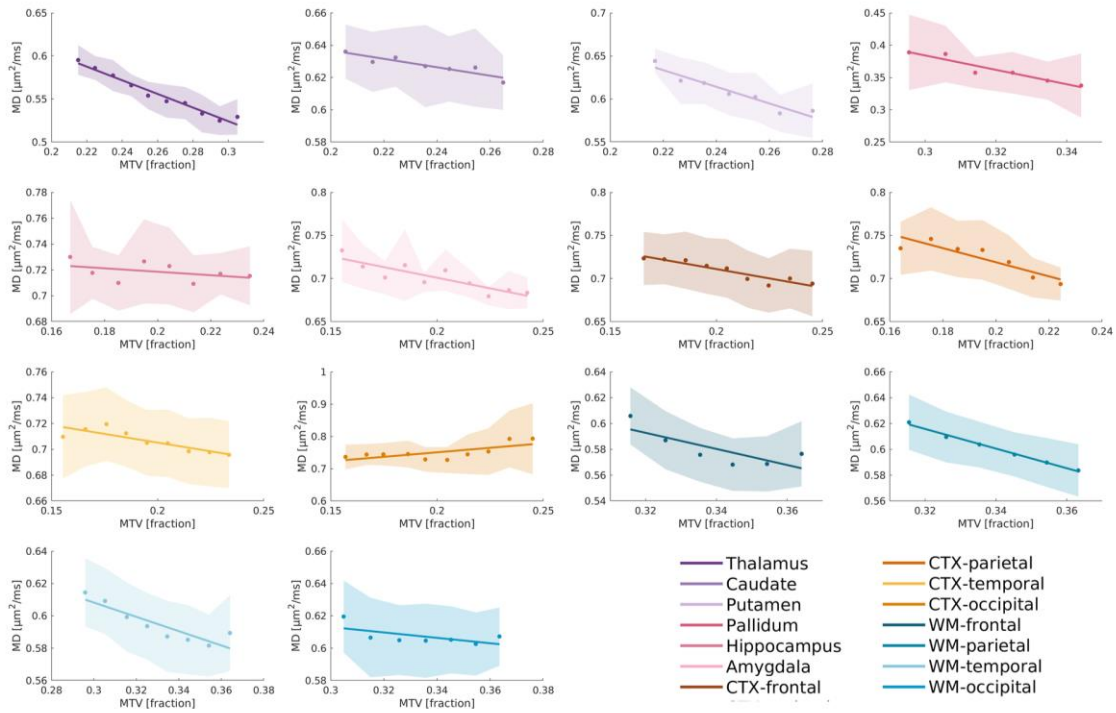 0.65
0.6
0.55
0.5
0.2 0.22 0.24 0.26 0.28 0.3
MD [μm²/ms]
MTV [fraction]
0.66
0.64
0.62
0.6
0.58
0.2 0.22 0.24 0.26 0.28
MD [μm²/ms]
MTV [fraction]
0.7
0.65
0.6
0.55
0.2 0.22 0.24 0.26 0.28
MD [μm²/ms]
MTV [fraction]
0.45
0.4
0.35
0.3
0.25
0.3 0.32 0.34
MD [μm²/ms]
MTV [fraction]
0.78
0.76
0.74
0.72
0.7
0.68
0.16 0.18 0.2 0.22 0.24
MD [μm²/ms]
MTV [fraction]
0.8
0.75
0.7
0.65
0.15 0.2 0.25
MD [μm²/ms]
MTV [fraction]
0.8
0.75
0.7
0.65
0.15 0.2 0.25
MD [μm²/ms]
MTV [fraction]
0.8
0.75
0.7
0.65
0.16 0.18 0.2 0.22 0.24
MD [μm²/ms]
MTV [fraction]
0.76
0.74
0.72
0.7
0.68
0.66
0.15 0.2 0.25
MD [μm²/ms]
MTV [fraction]
1
0.9
0.8
0.7
0.6
0.15 0.2 0.25
MD [μm²/ms]
MTV [fraction]
0.64
0.62
0.6
0.58
0.56
0.54
0.32 0.34 0.36
MD [μm²/ms]
MTV [fraction]
0.66
0.64
0.62
0.6
0.58
0.56
0.54
0.32 0.34 0.36
MD [μm²/ms]
MTV [fraction]
0.64
0.62
0.6
0.58
0.56
0.28 0.3 0.32 0.34 0.36 0.38
MD [μm²/ms]
MTV [fraction]
0.66
0.64
0.62
0.6
0.58
0.3 0.32 0.34 0.36 0.38
MD [μm²/ms]
MTV [fraction]
Thalamus
Caudate
Putamen
Pallidum
Hippocampus
Amygdala
CTX-frontal
CTX-parietal
CTX-temporal
CTX-occipital
WM-frontal
WM-parietal
WM-temporal
WM-occipital